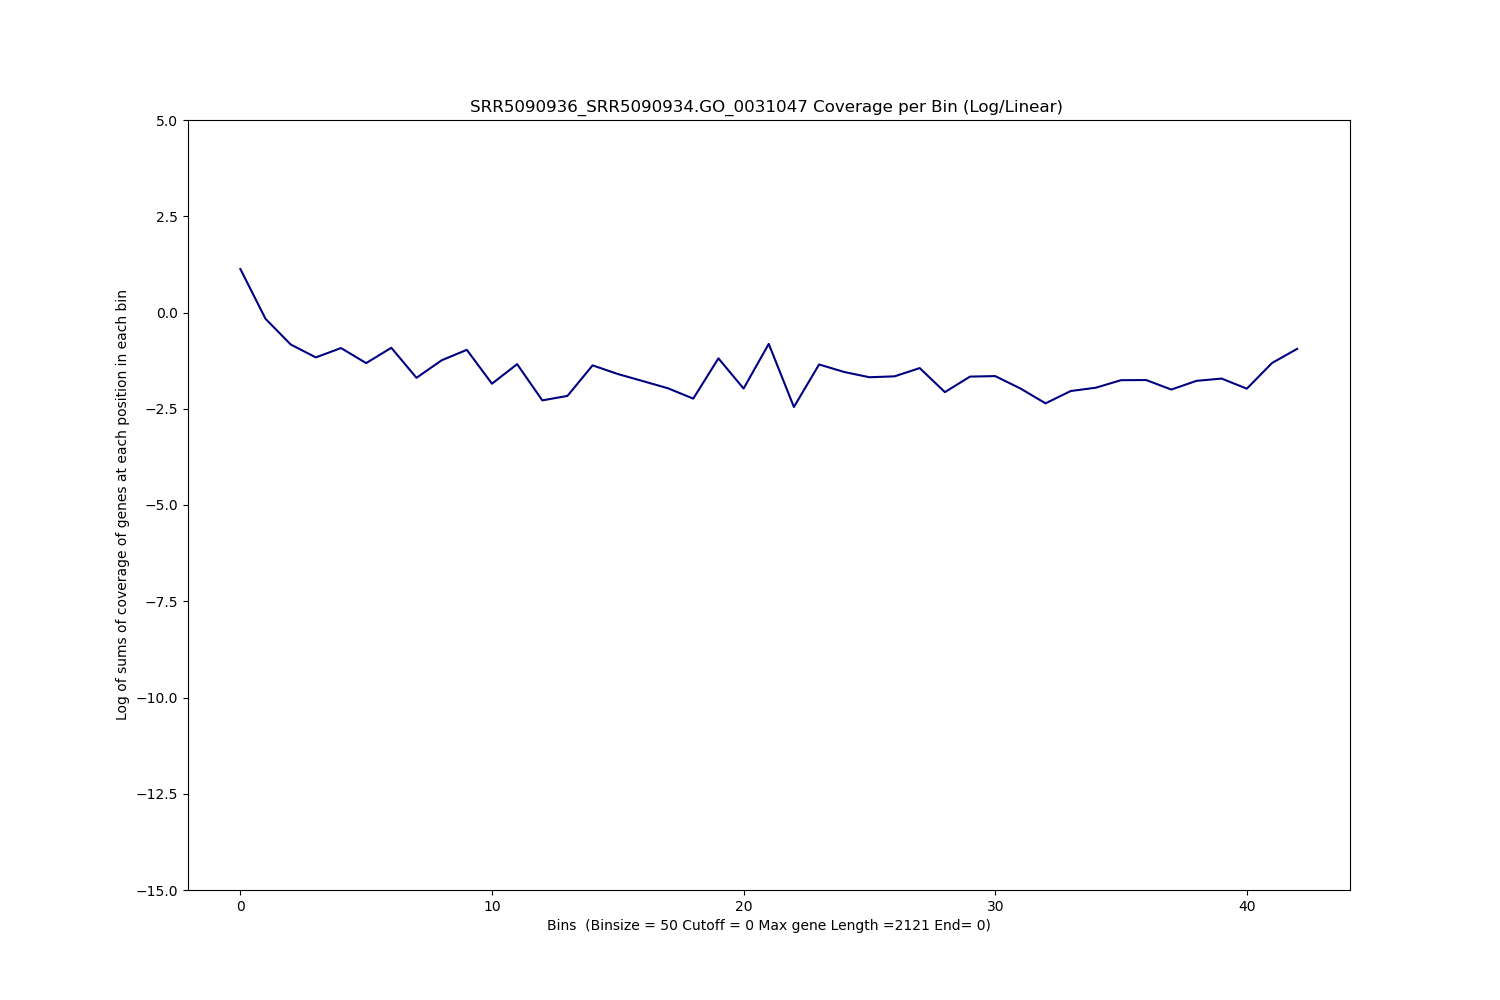 SRR5090936_SRR5090934.GO_0031047 Coverage per Bin (Log/Linear)
5.0
2.5
0.0
−2.5
−5.0
−7.5
−10.0
−12.5
−15.0
Log of sums of coverage of genes at each position in each bin
0 10 20 30 40
Bins  (Binsize = 50 Cutoff = 0 Max gene Length =2121 End= 0)